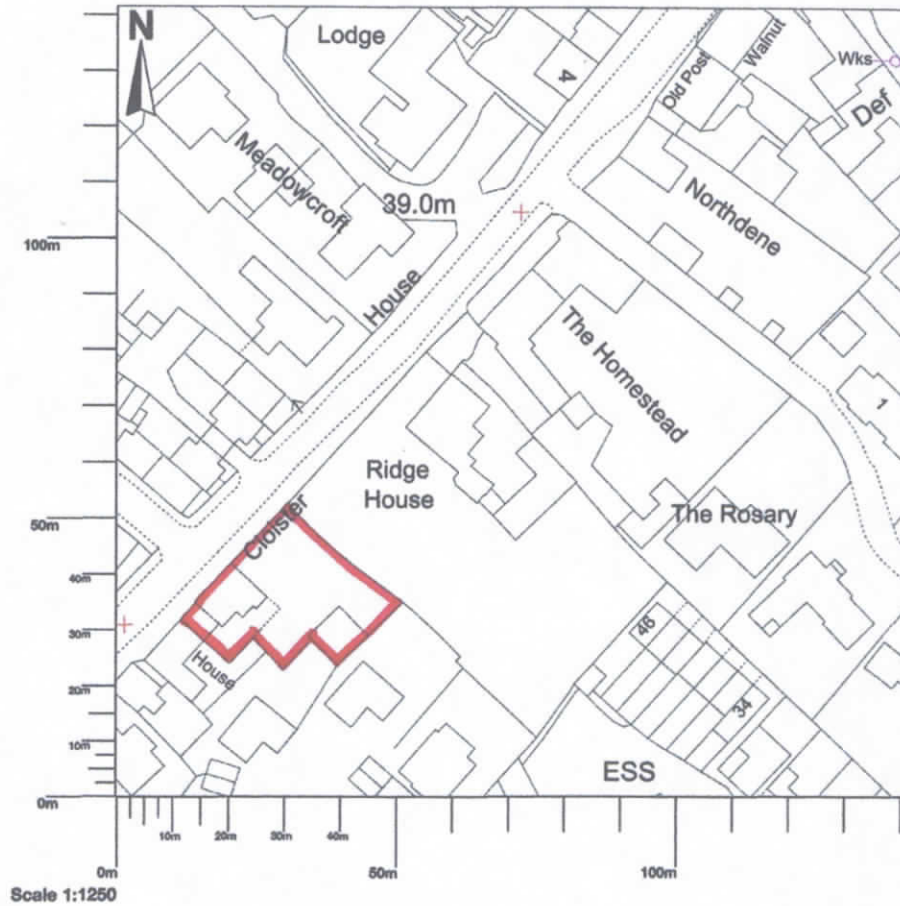 N
Lodge
4
Old Post
Walnut
Wks
Def
Meadowcroft
39.0m
Northdene
100m
House
The Homestead
1
Ridge
House
50m
Cloister
The Rosary
40m
30m
46
House
20m
34
10m
ESS
0m
10m
20m
30m
40m
0m
50m
100m
Scale 1:1250